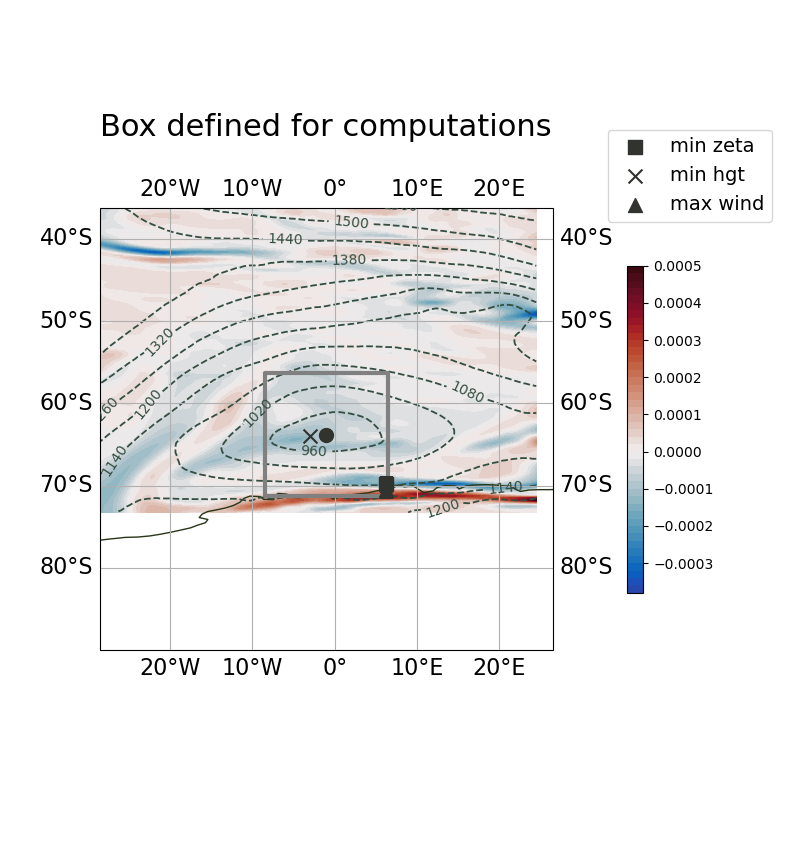 Box defined for computations
min zeta
min hgt
max wind
20°W 10°W 0° 10°E 20°E
40°S 40°S
50°S 50°S
60°S 60°S
70°S 70°S
80°S 80°S
20°W 10°W 0° 10°E 20°E
1500
1440
1380
1320
1200
260
1140
1080
1020
960
1140
1200
0.0005
0.0004
0.0003
0.0002
0.0001
0.0000
−0.0001
−0.0002
−0.0003